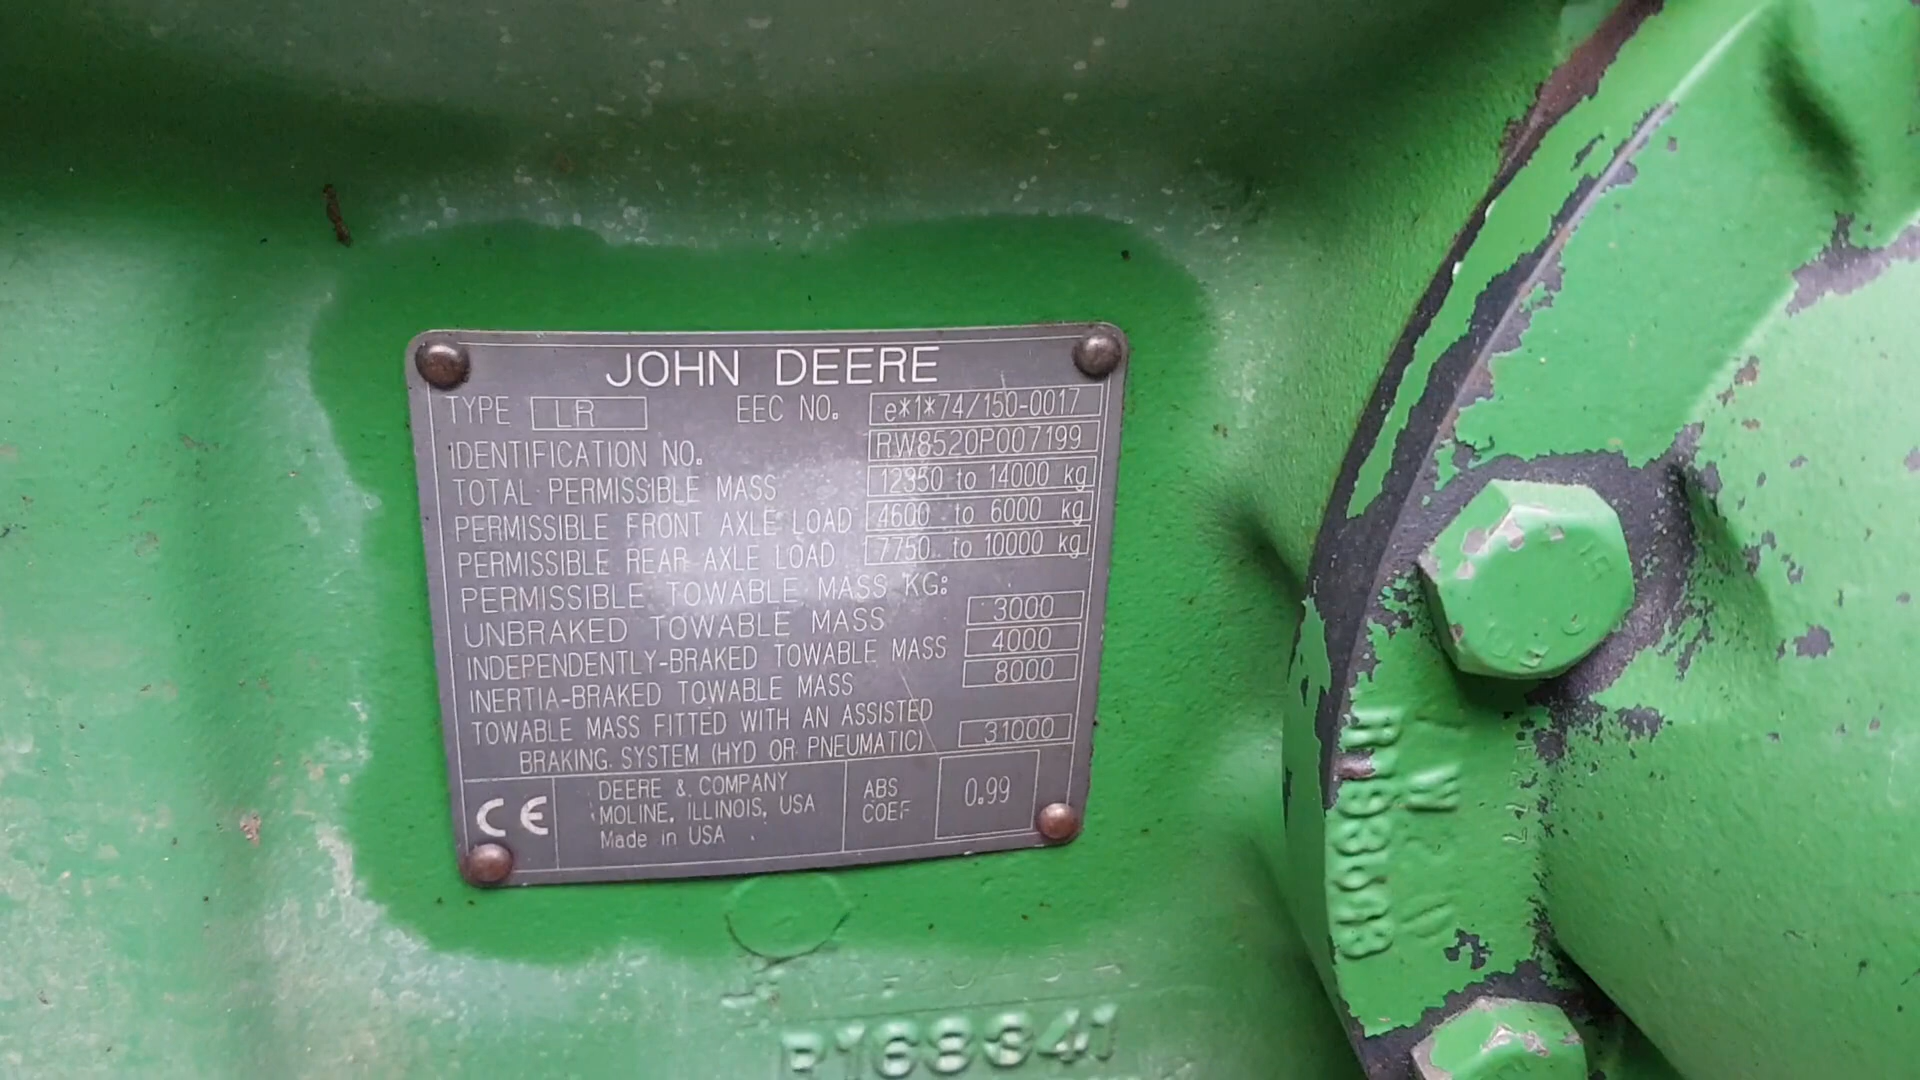 JOHN DEERE
TYPE LR EEC NO. e*1*74/150-0017
IDENTIFICATION NO. RW8520P007199
TOTAL PERMISSIBLE MASS 12350 to 14000 kg
PERMISSIBLE FRONT AXLE LOAD 4600 to 6000 kg
PERMISSIBLE REAR AXLE LOAD 7750 to 10000 kg
PERMISSIBLE TOWABLE MASS KG:
UNBRAKED TOWABLE MASS 3000
INDEPENDENTLY-BRAKED TOWABLE MASS 4000
INERTIA-BRAKED TOWABLE MASS 8000
TOWABLE MASS FITTED WITH AN ASSISTED
BRAKING SYSTEM (HYD OR PNEUMATIC) 31000
CE
DEERE & COMPANY
MOLINE, ILLINOIS, USA
Made in USA
ABS
COEF
0.99
R168341